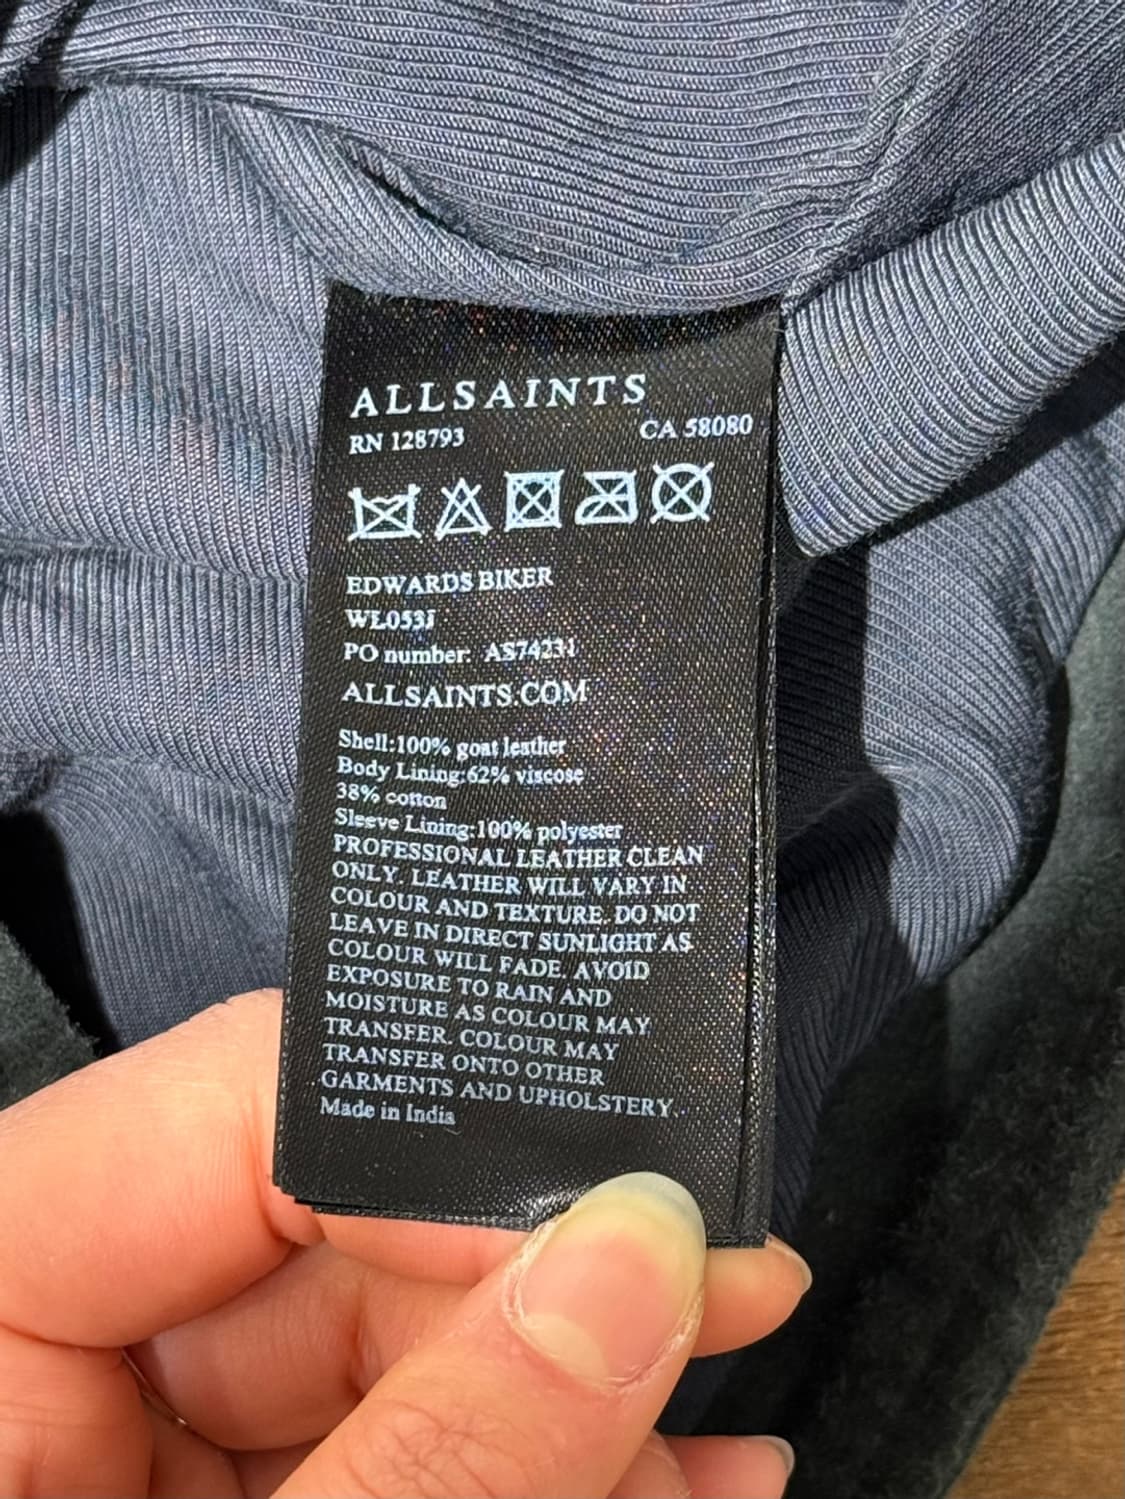 ALLSAINTS
RN 128793 CA 58080
EDWARDS BIKER
WL053J
PO number: AS74231
ALLSAINTS.COM
Shell:100% goat leather
Body Lining:62% viscose
38% cotton
Sleeve Lining:100% polyester
PROFESSIONAL LEATHER CLEAN
ONLY. LEATHER WILL VARY IN
COLOUR AND TEXTURE. DO NOT
LEAVE IN DIRECT SUNLIGHT AS
COLOUR WILL FADE. AVOID
EXPOSURE TO RAIN AND
MOISTURE AS COLOUR MAY
TRANSFER. COLOUR MAY
TRANSFER ONTO OTHER
GARMENTS AND UPHOLSTERY.
Made in India